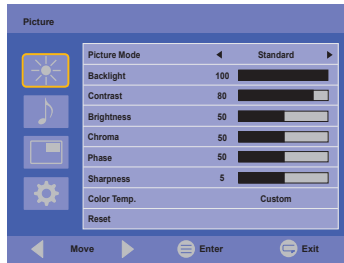 Picture
Picture Mode Standard
Backlight 100
Contrast 80
Brightness 50
Chroma 50
Phase 50
Sharpness 5
Color Temp. Custom
Reset
Move Enter Exit